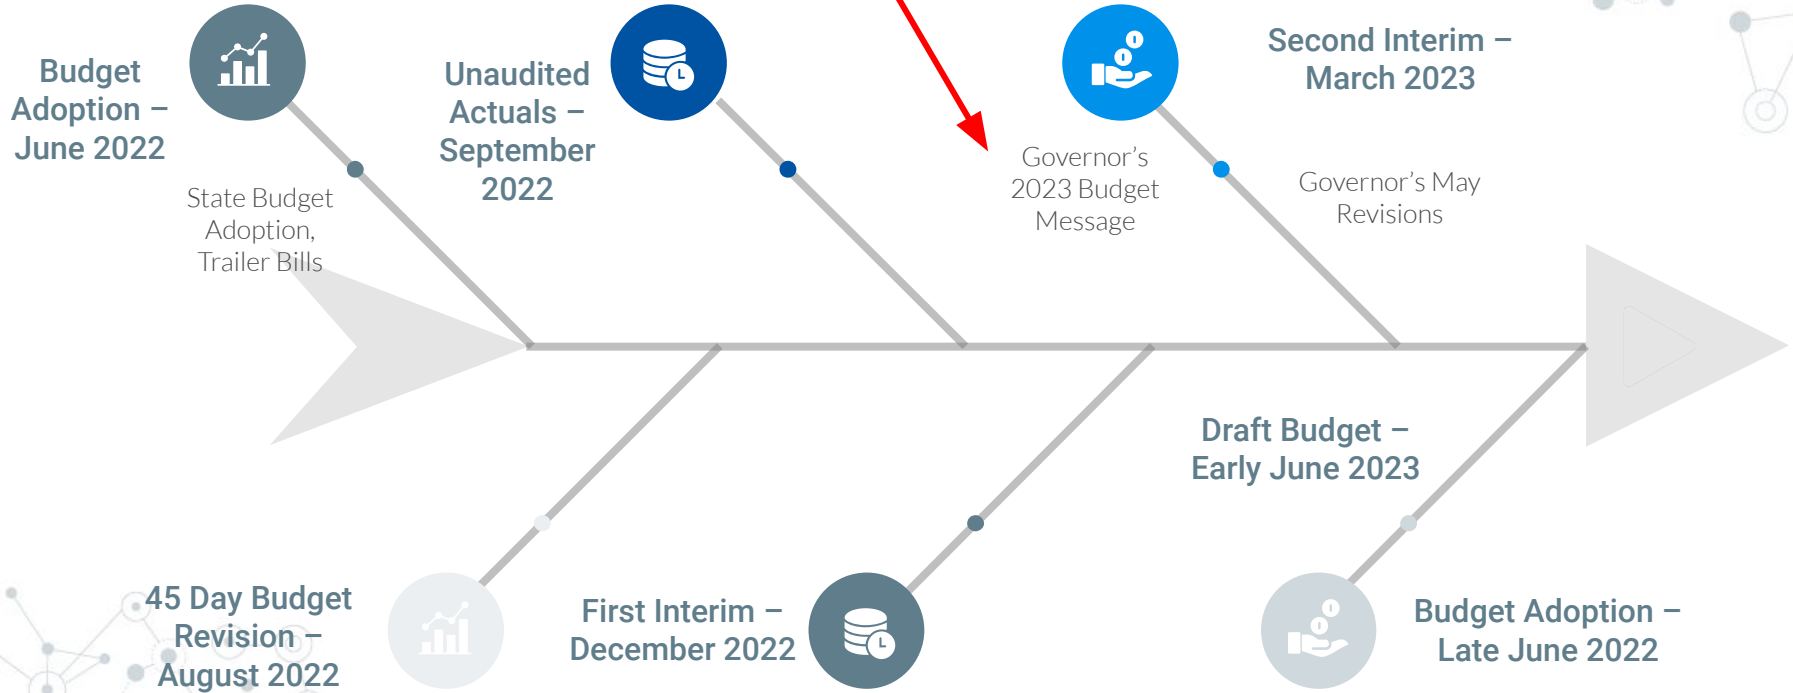 Budget
Adoption –
June 2022
State Budget
Adoption,
Trailer Bills
Unaudited
Actuals –
September
2022
Governor's
2023 Budget
Message
Second Interim –
March 2023
Governor's May
Revisions
45 Day Budget
Revision –
August 2022
First Interim –
December 2022
Draft Budget –
Early June 2023
Budget Adoption –
Late June 2022